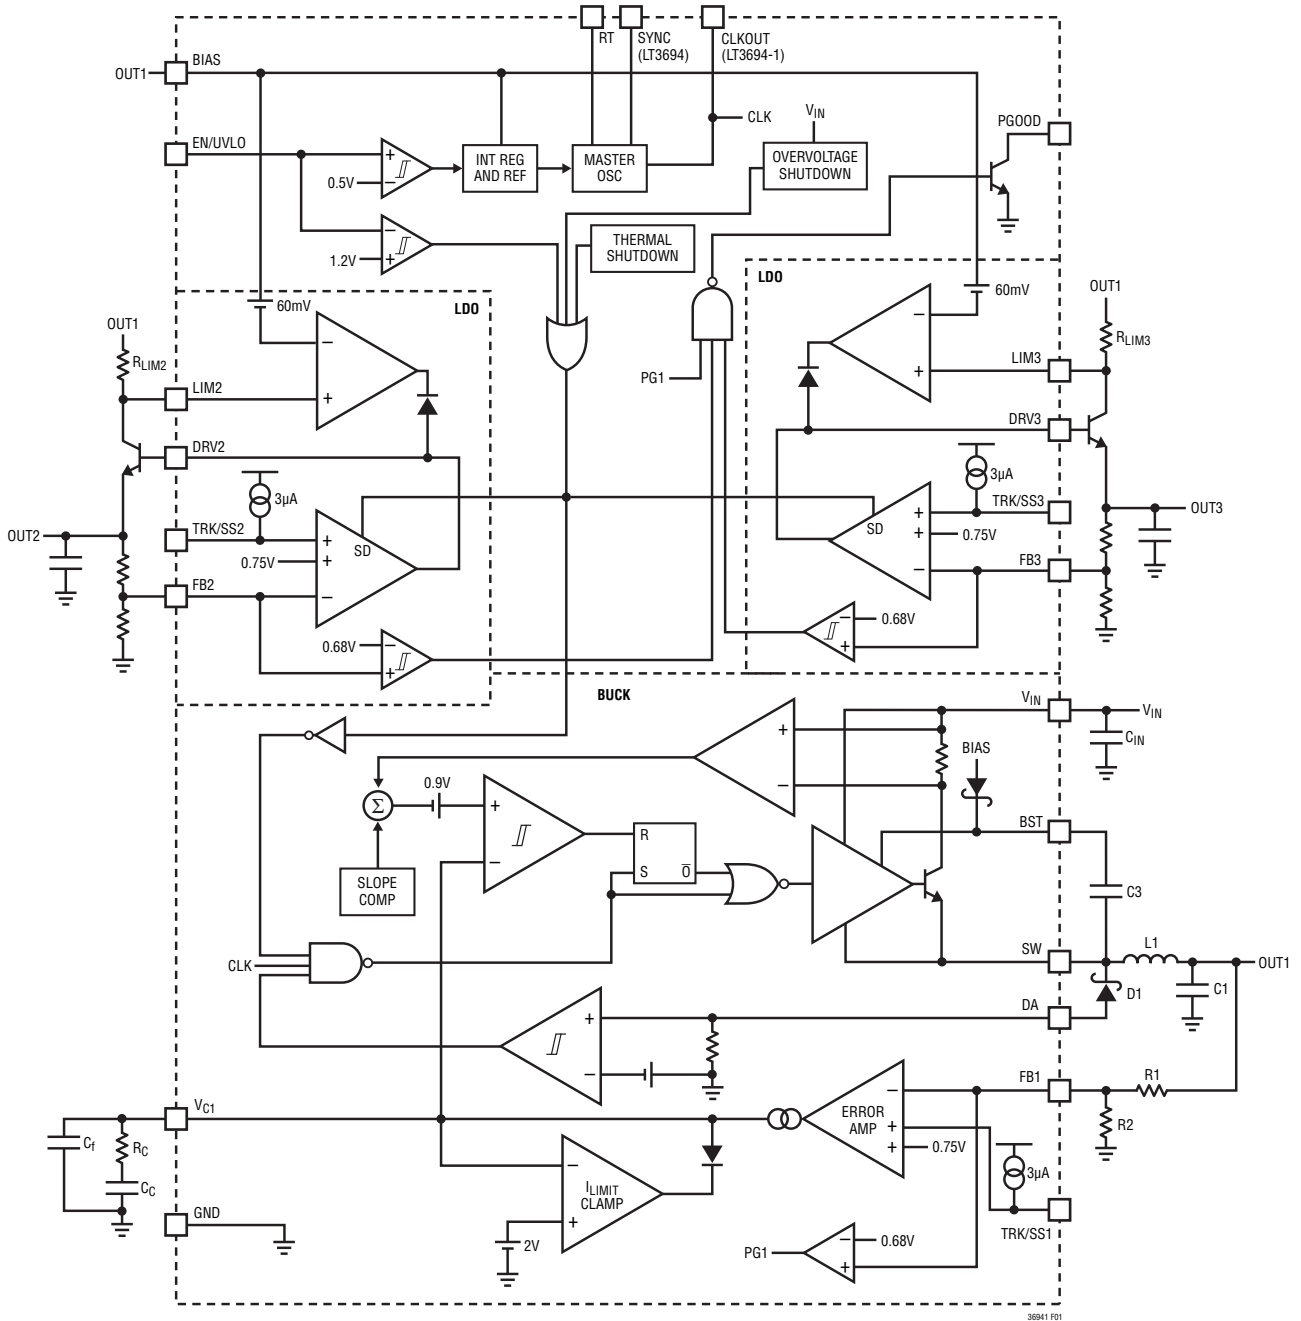 RT
SYNC
(LT3694)
CLKOUT
(LT3694-1)
OUT1
BIAS
CLK
VIN
PGOOD
EN/UVLO
+
–
0.5V
INT REG
AND REF
MASTER
OSC
OVERVOLTAGE
SHUTDOWN
–
+
1.2V
THERMAL
SHUTDOWN
LDO
LDO
60mV
60mV
OUT1
RLIM2
LIM2
–
+
DRV2
PG1
OUT1
RLIM3
LIM3
–
+
DRV3
3µA
TRK/SS2
0.75V
+
+
–
SD
FB2
OUT2
3µA
TRK/SS3
0.75V
+
+
–
SD
FB3
OUT3
0.68V
–
+
–
+
0.68V
BUCK
VIN
VIN
CIN
+
–
BIAS
BST
0.9V
Σ
+
–
SLOPE
COMP
R
S
O
C3
SW
L1
OUT1
C1
D1
CLK
DA
+
–
FB1
R1
R2
VC1
Cf
RC
CC
ERROR
AMP
–
+
+
0.75V
3µA
–
+
ILIMIT
CLAMP
2V
GND
TRK/SS1
PG1
–
+
0.68V
36941 F01